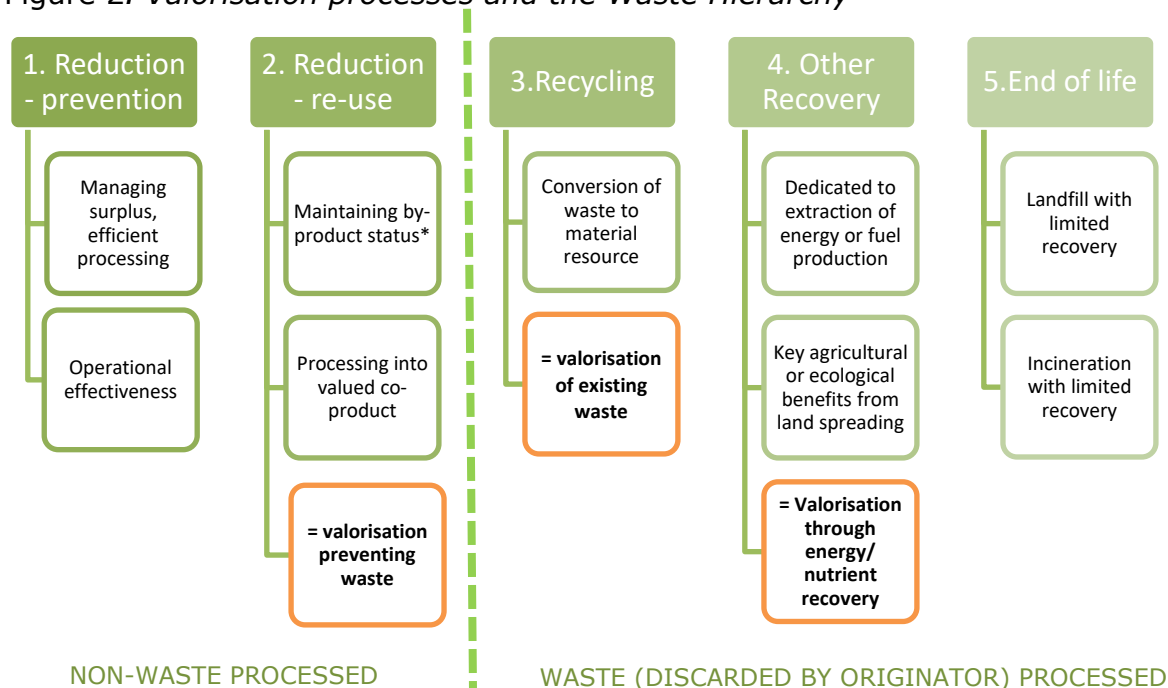 Figure 2. Valorisation processes and the Waste Hierarchy
1. Reduction
- prevention
Managing
surplus,
efficient
processing
Operational
effectiveness
2. Reduction
- re-use
Maintaining by-
product status*
Processing into
valued co-
product
= valorisation
preventing
waste
3.Recycling
Conversion of
waste to
material
resource
= valorisation
of existing
waste
4. Other
Recovery
Dedicated to
extraction of
energy or fuel
production
Key agricultural
or ecological
benefits from
land spreading
= Valorisation
through
energy/
nutrient
recovery
5.End of life
Landfill with
limited
recovery
Incineration
with limited
recovery
NON-WASTE PROCESSED
WASTE (DISCARDED BY ORIGINATOR) PROCESSED